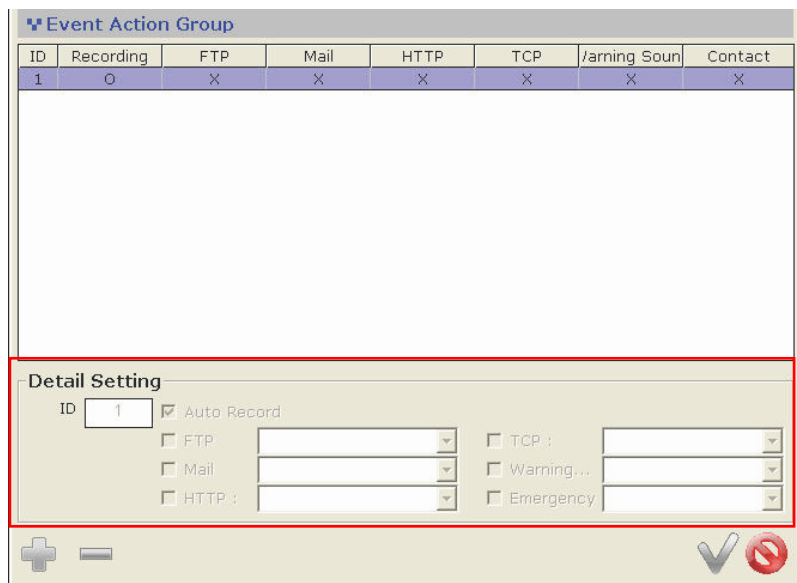 Event Action Group
ID Recording FTP Mail HTTP TCP /arning Soun Contact
1 O X X X X X X
Detail Setting
ID 1 Auto Record
FTP TCP :
Mail Warning...
HTTP : Emergency